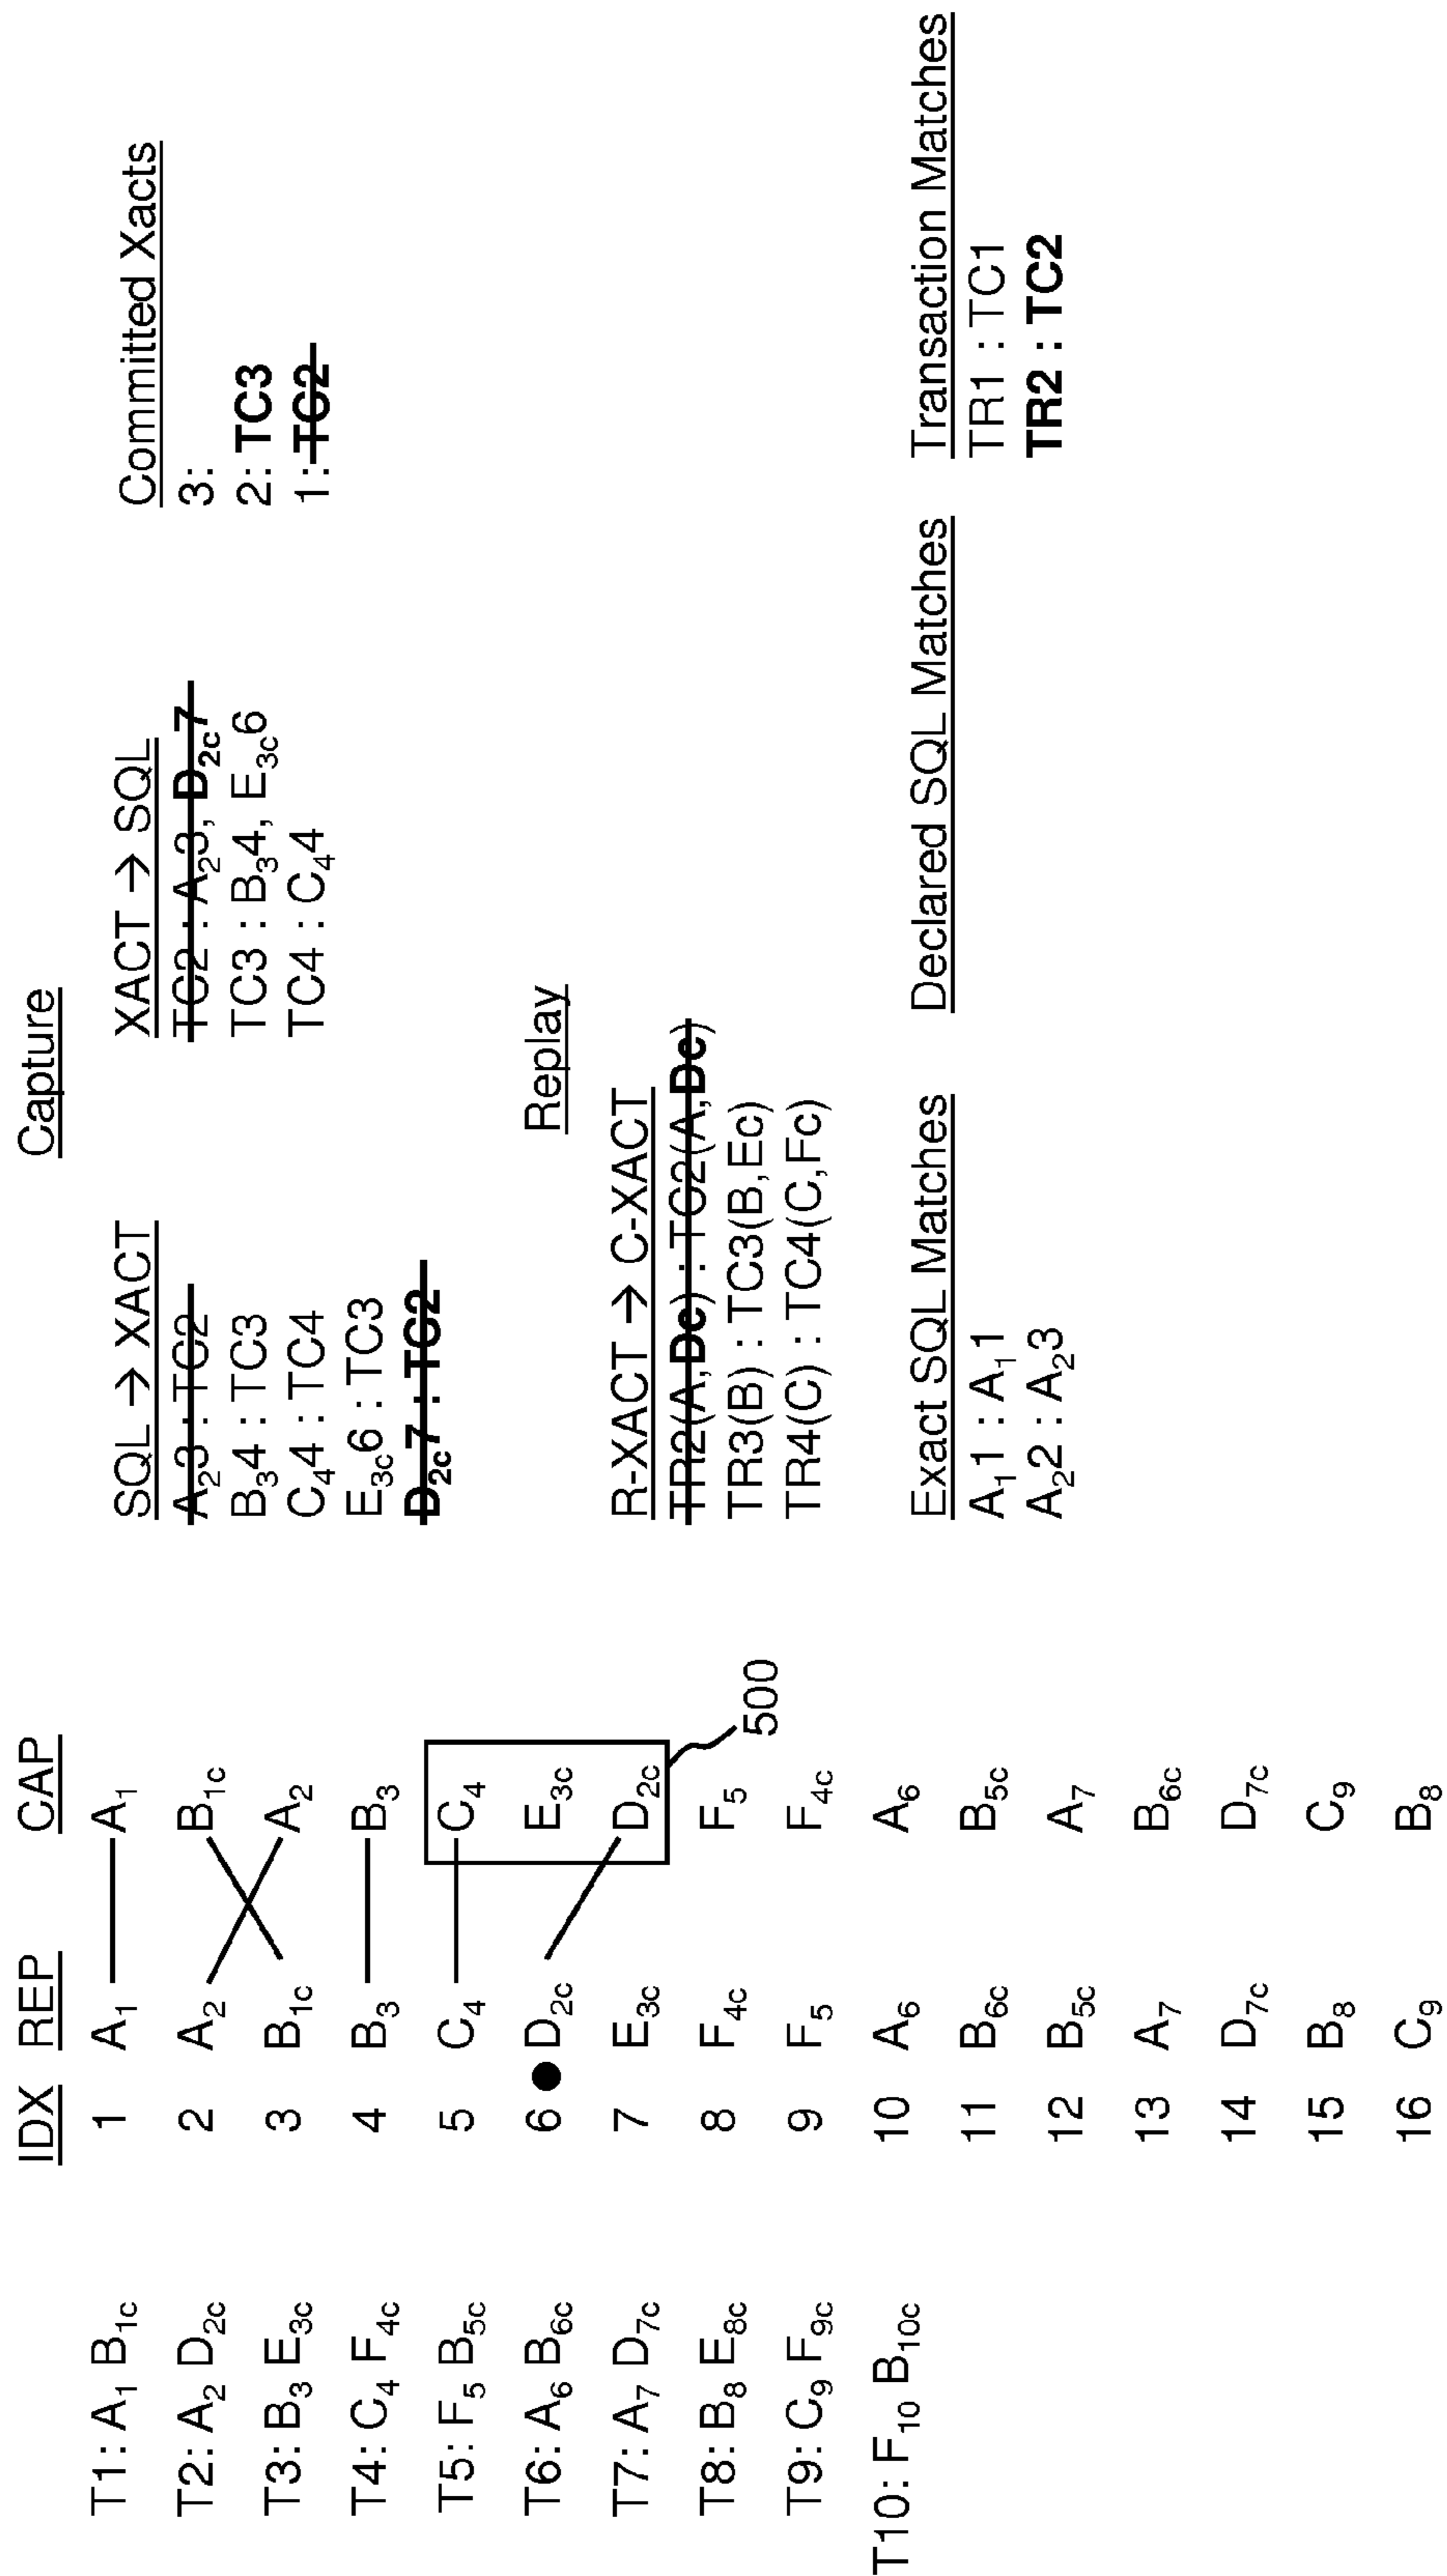 Capture
SQL → XACT
A₂3 : TC2
B₃4 : TC3
C₄4 : TC4
E₃c6 : TC3
D₂c7 : TC2
XACT → SQL
TC2 : A₂3, D₂c7
TC3 : B₃4, E₃c6
TC4 : C₄4
Committed Xacts
3:
2: TC3
1: TC2
Replay
R-XACT → C-XACT
TR2(A,Dc) : TC2(A,Dc)
TR3(B) : TC3(B,Ec)
TR4(C) : TC4(C,Fc)
Exact SQL Matches
A₁1 : A₁1
A₂2 : A₂3
Declared SQL Matches
Transaction Matches
TR1 : TC1
TR2 : TC2
IDX REP CAP
1 A₁ A₁
2 A₂ B₁c
3 B₁c A₂
4 B₃ B₃
5 C₄ C₄
6 D₂c E₃c
7 E₃c D₂c
500
8 F₄c F₅
9 F₅ F₄c
10 A₆ A₆
11 B₆c B₅c
12 B₅c A₇
13 A₇ B₆c
14 D₇c D₇c
15 B₈ C₉
16 C₉ B₈
T1: A₁ B₁c
T2: A₂ D₂c
T3: B₃ E₃c
T4: C₄ F₄c
T5: F₅ B₅c
T6: A₆ B₆c
T7: A₇ D₇c
T8: B₈ E₈c
T9: C₉ F₉c
T10: F₁₀ B₁₀c